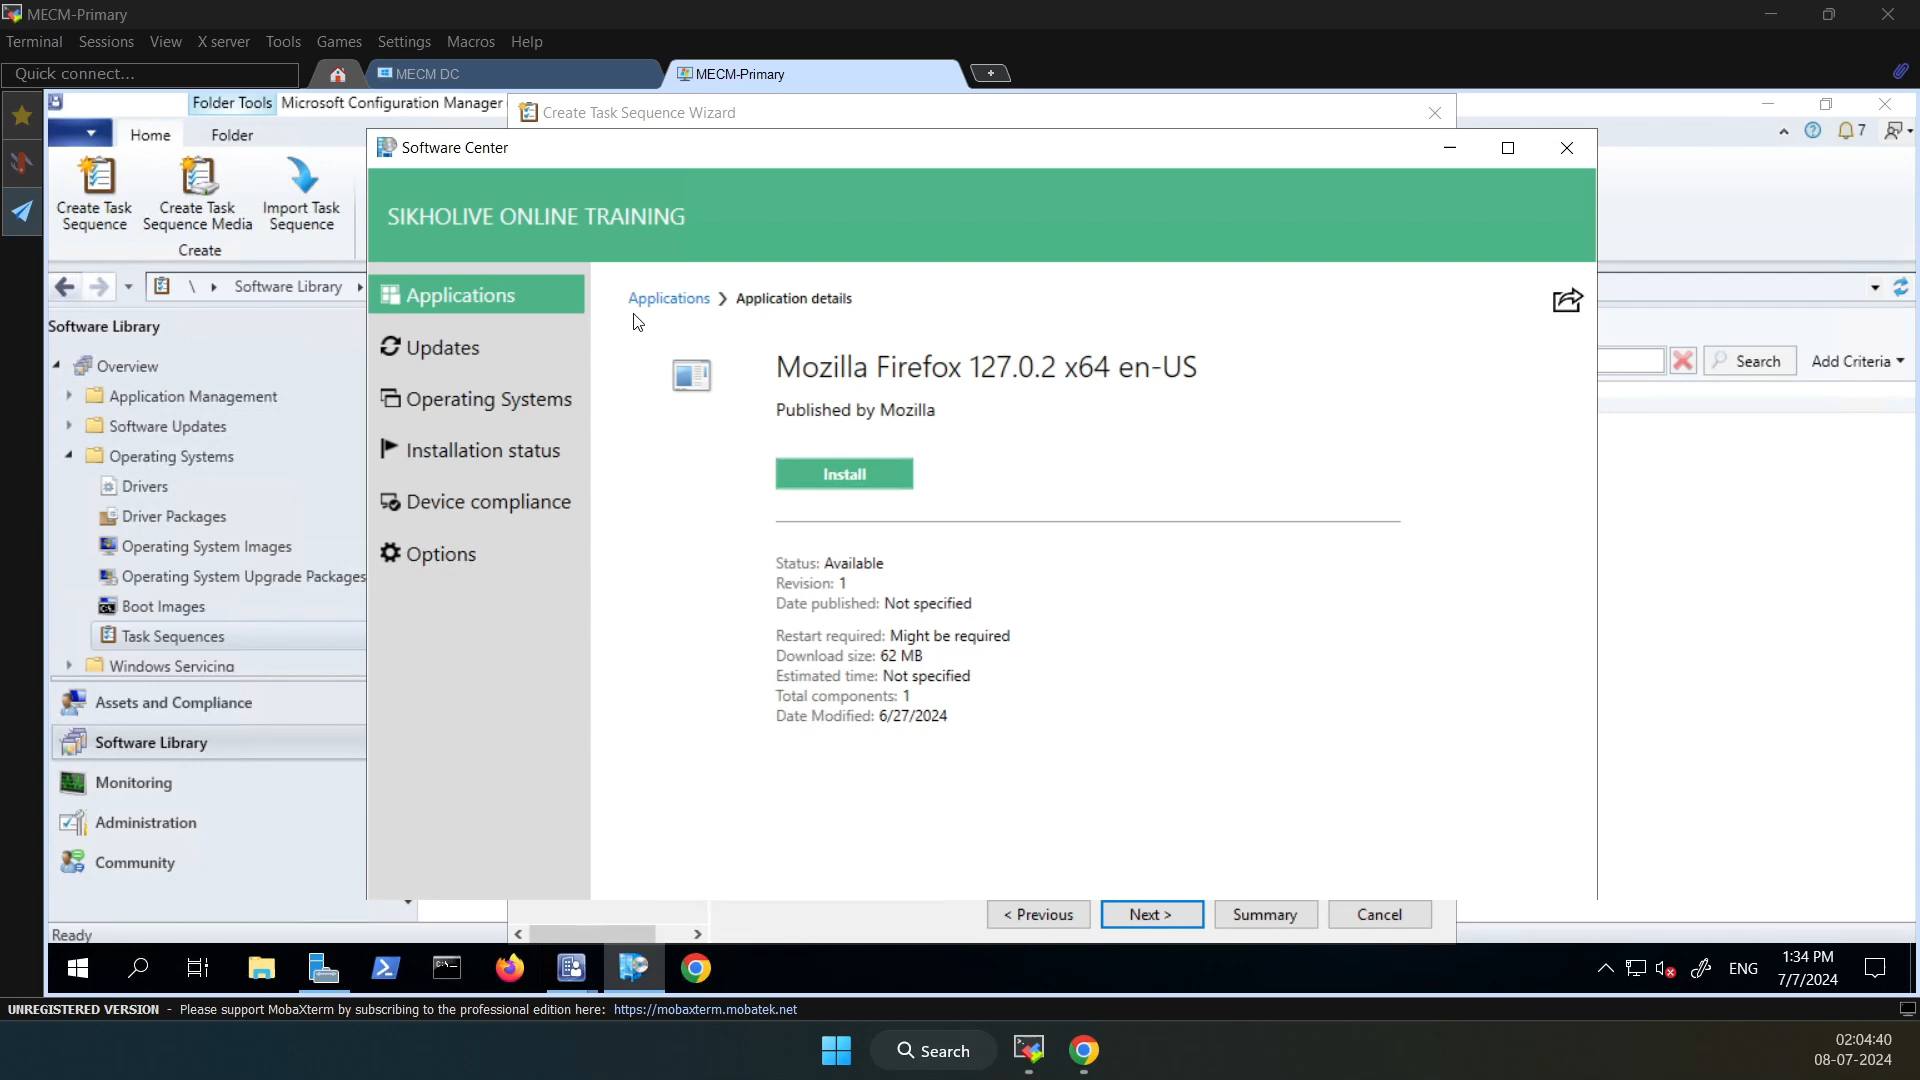 MECM-Primary
Terminal Sessions View X server Tools Games Settings Macros Help
Quick connect...
MECM DC
MECM-Primary
Folder Tools Microsoft Configuration Manager
Create Task Sequence Wizard
Home Folder
7
Software Center
Create Task Sequence
Create Task Sequence Media
Import Task Sequence
Create
SIKHOLIVE ONLINE TRAINING
\ Software Library
Applications
Updates
Operating Systems
Installation status
Device compliance
Options
Applications Application details
Mozilla Firefox 127.0.2 x64 en-US
Published by Mozilla
Install
Status: Available
Revision: 1
Date published: Not specified
Restart required: Might be required
Download size: 62 MB
Estimated time: Not specified
Total components: 1
Date Modified: 6/27/2024
Search Add Criteria
Software Library
Overview
Application Management
Software Updates
Operating Systems
Drivers
Driver Packages
Operating System Images
Operating System Upgrade Packages
Boot Images
Task Sequences
Windows Servicing
Assets and Compliance
Software Library
Monitoring
Administration
Community
Ready
< Previous Next > Summary Cancel
ENG
1:34 PM
7/7/2024
UNREGISTERED VERSION - Please support MobaXterm by subscribing to the professional edition here: https://mobaxterm.mobatek.net
Search
02:04:40
08-07-2024